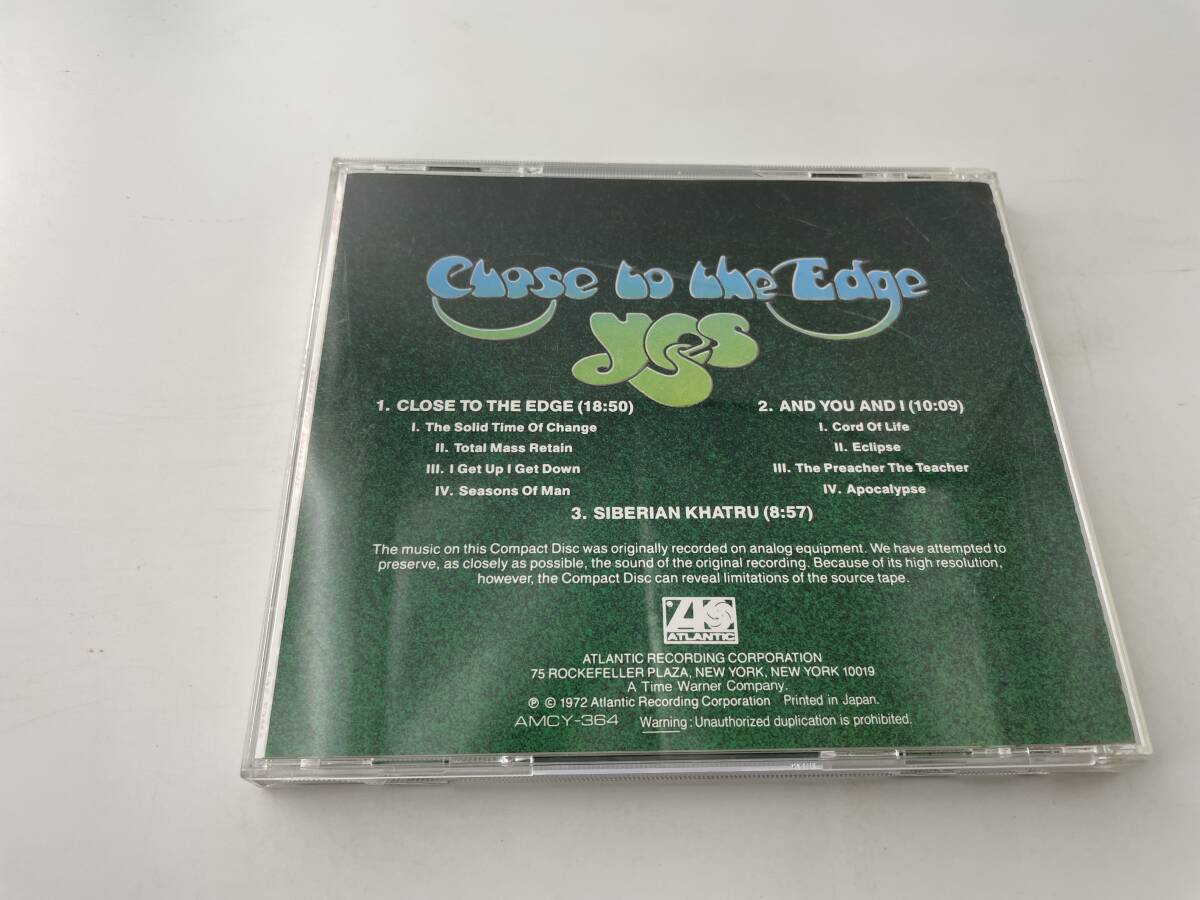 Close to the Edge
yes
1. CLOSE TO THE EDGE (18:50)
I. The Solid Time Of Change
II. Total Mass Retain
III. I Get Up I Get Down
IV. Seasons Of Man
2. AND YOU AND I (10:09)
I. Cord Of Life
II. Eclipse
III. The Preacher The Teacher
IV. Apocalypse
3. SIBERIAN KHATRU (8:57)
The music on this Compact Disc was originally recorded on analog equipment. We have attempted to
preserve, as closely as possible, the sound of the original recording. Because of its high resolution,
however, the Compact Disc can reveal limitations of the source tape.
ATLANTIC
ATLANTIC RECORDING CORPORATION
75 ROCKEFELLER PLAZA, NEW YORK, NEW YORK 10019
A Time Warner Company.
℗ © 1972 Atlantic Recording Corporation Printed in Japan.
AMCY-364 Warning: Unauthorized duplication is prohibited.